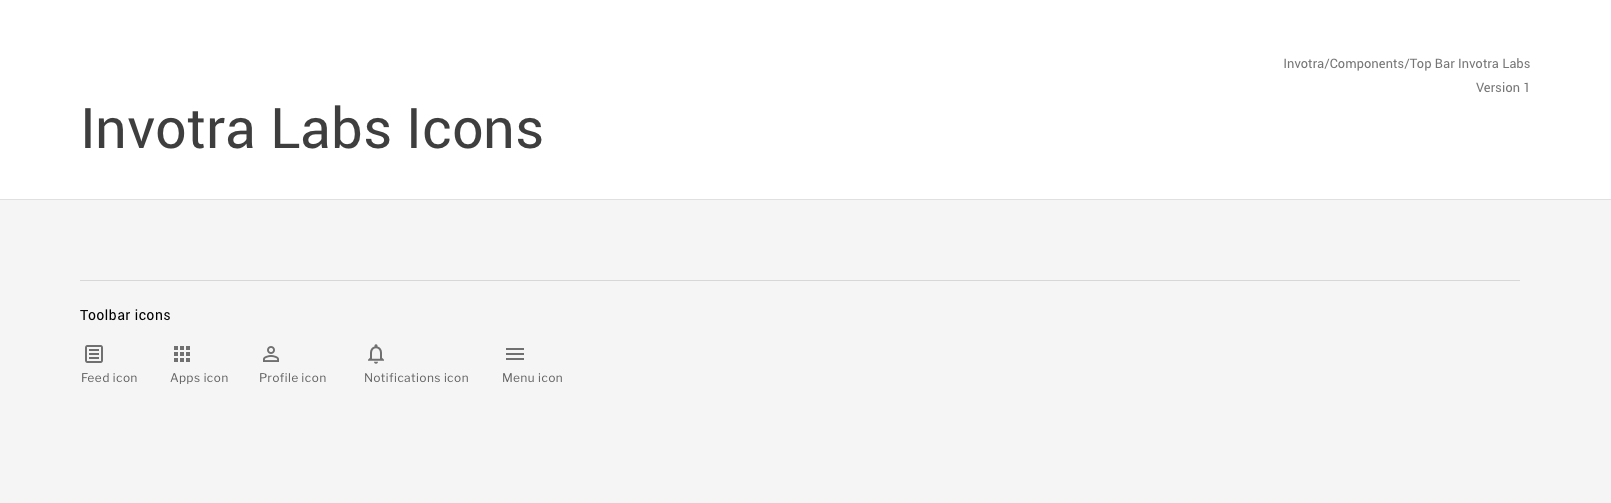 Invotra/Components/Top Bar Invotra Labs
Version 1
Invotra Labs Icons
Toolbar icons
Feed icon Apps icon Profile icon Notifications icon Menu icon